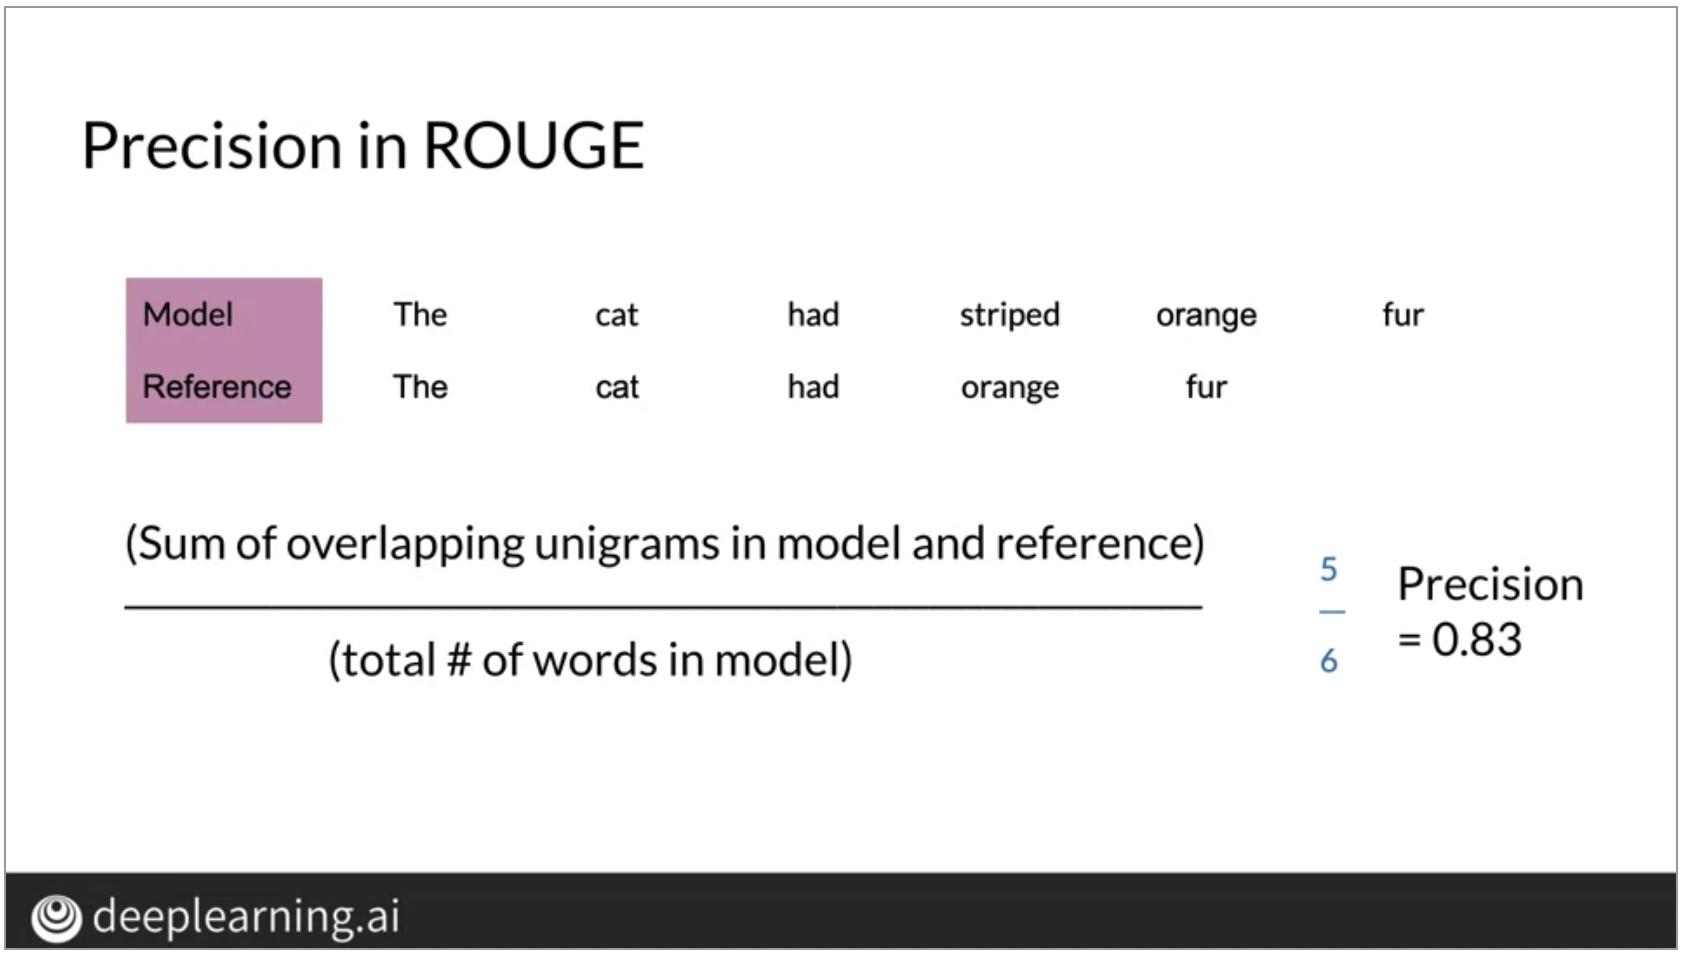 Precision in ROUGE
Model The cat had striped orange fur
Reference The cat had orange fur
(Sum of overlapping unigrams in model and reference)
(total # of words in model)
5
6
Precision
= 0.83
deeplearning.ai